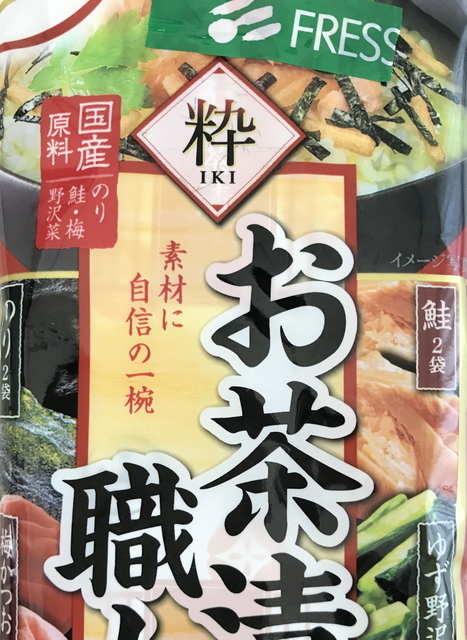 FRESS
粋
IKI
国産
原料
のり
鮭・梅
野沢菜
素材に
自信の一椀
お茶漬
職
イメージ
のり2袋
鮭2袋
梅かつお
ゆず野沢